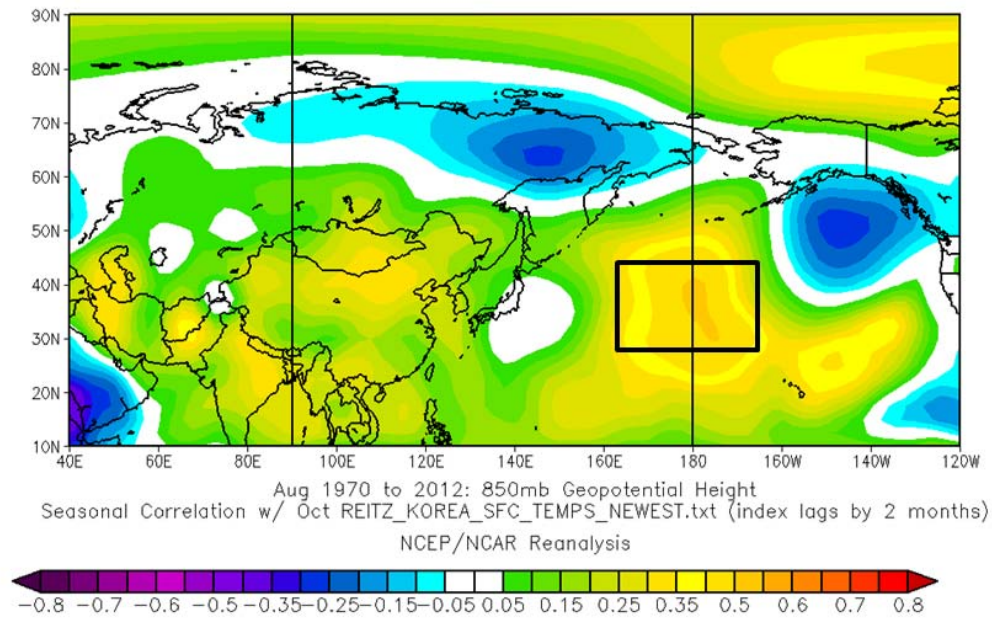 90N
80N
70N
60N
50N
40N
30N
20N
10N
40E 60E 80E 100E 120E 140E 160E 180 160W 140W 120W
Aug 1970 to 2012: 850mb Geopotential Height
Seasonal Correlation w/ Oct REITZ_KOREA_SFC_TEMPS_NEWEST.txt (index lags by 2 months)
NCEP/NCAR Reanalysis
-0.8 -0.7 -0.6 -0.5 -0.35 -0.25 -0.15 -0.05 0.05 0.15 0.25 0.35 0.5 0.6 0.7 0.8